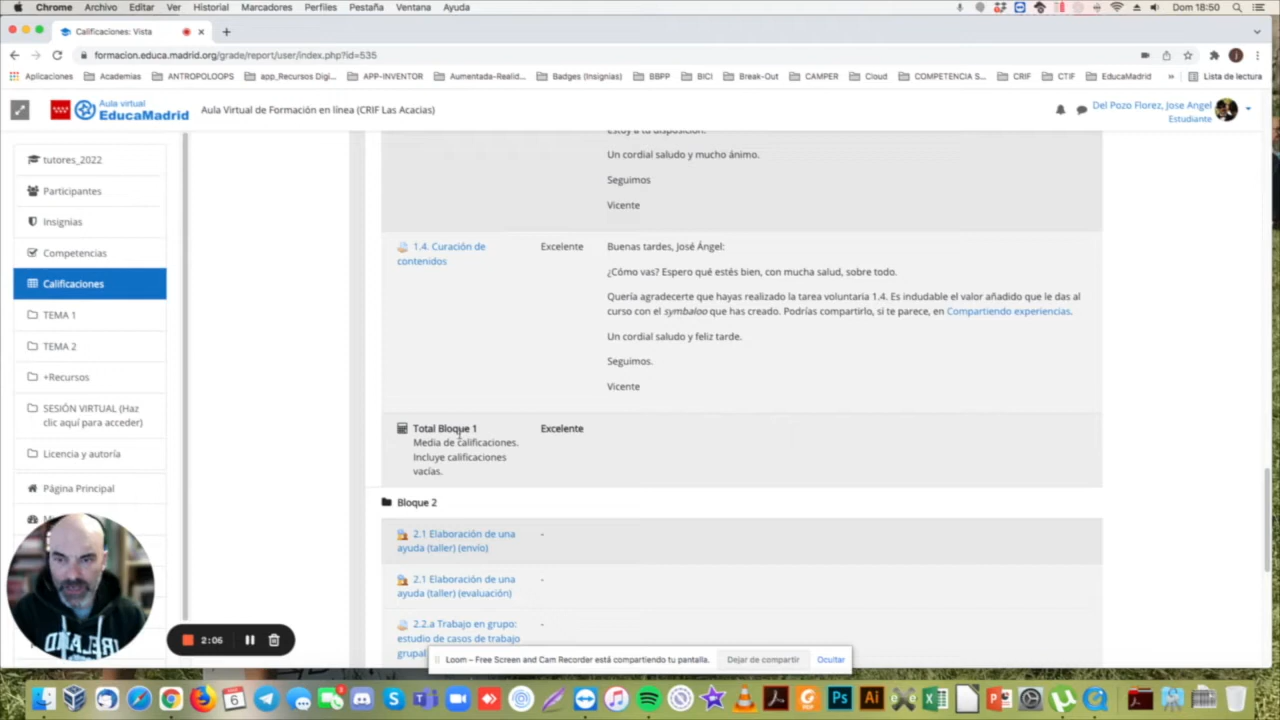 Chrome Archivo Editar Ver Historial Marcadores Perfiles Pestaña Ventana Ayuda
Dom 18:50
Calificaciones: Vista
formacion.educa.madrid.org/grade/report/user/index.php?id=535
Aplicaciones Academias ANTROPOLOOPS app_Recursos Digi... APP-INVENTOR Aumentada-Realid... Badges (Insignias) BBPP BICI Break-Out CAMPER Cloud COMPETENCIA S... CRIF CTIF EducaMadrid » Lista de lectura
Aula virtual
EducaMadrid
Aula Virtual de Formación en línea (CRIF Las Acacias)
Del Pozo Florez, Jose Angel
Estudiante
tutores_2022
Participantes
Insignias
Competencias
Calificaciones
TEMA 1
TEMA 2
+Recursos
SESIÓN VIRTUAL (Haz
clic aquí para acceder)
Licencia y autoría
Página Principal
Estoy a tu disposición.
Un cordial saludo y mucho ánimo.
Seguimos
Vicente
1.4. Curación de
contenidos
Excelente
Buenas tardes, José Ángel:
¿Cómo vas? Espero qué estés bien, con mucha salud, sobre todo.
Quería agradecerte que hayas realizado la tarea voluntaria 1.4. Es indudable el valor añadido que le das al
curso con el symbaloo que has creado. Podrías compartirlo, si te parece, en Compartiendo experiencias.
Un cordial saludo y feliz tarde.
Seguimos.
Vicente
Total Bloque 1
Excelente
Media de calificaciones.
Incluye calificaciones
vacías.
Bloque 2
2.1 Elaboración de una
ayuda (taller) (envío)
-
2.1 Elaboración de una
ayuda (taller) (evaluación)
-
2.2.a Trabajo en grupo:
estudio de casos de trabajo
grupal
-
2:06
Loom – Free Screen and Cam Recorder está compartiendo tu pantalla.
Dejar de compartir
Ocultar